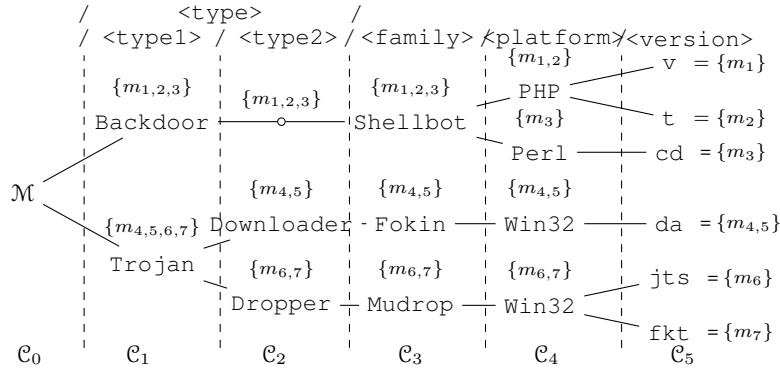 / <type> /
/ <type1> / <type2> / <family> / <platform> / <version>
{m1,2,3} {m1,2,3} {m1,2,3} {m1,2} v = {m1}
Backdoor Shellbot PHP
{m3} t = {m2}
Perl cd = {m3}
ℳ
{m4,5} {m4,5} {m4,5}
{m4,5,6,7} Downloader Fokin Win32 da = {m4,5}
Trojan
{m6,7} {m6,7} {m6,7} jts = {m6}
Dropper Mudrop Win32
fkt = {m7}
𝒞0 𝒞1 𝒞2 𝒞3 𝒞4 𝒞5